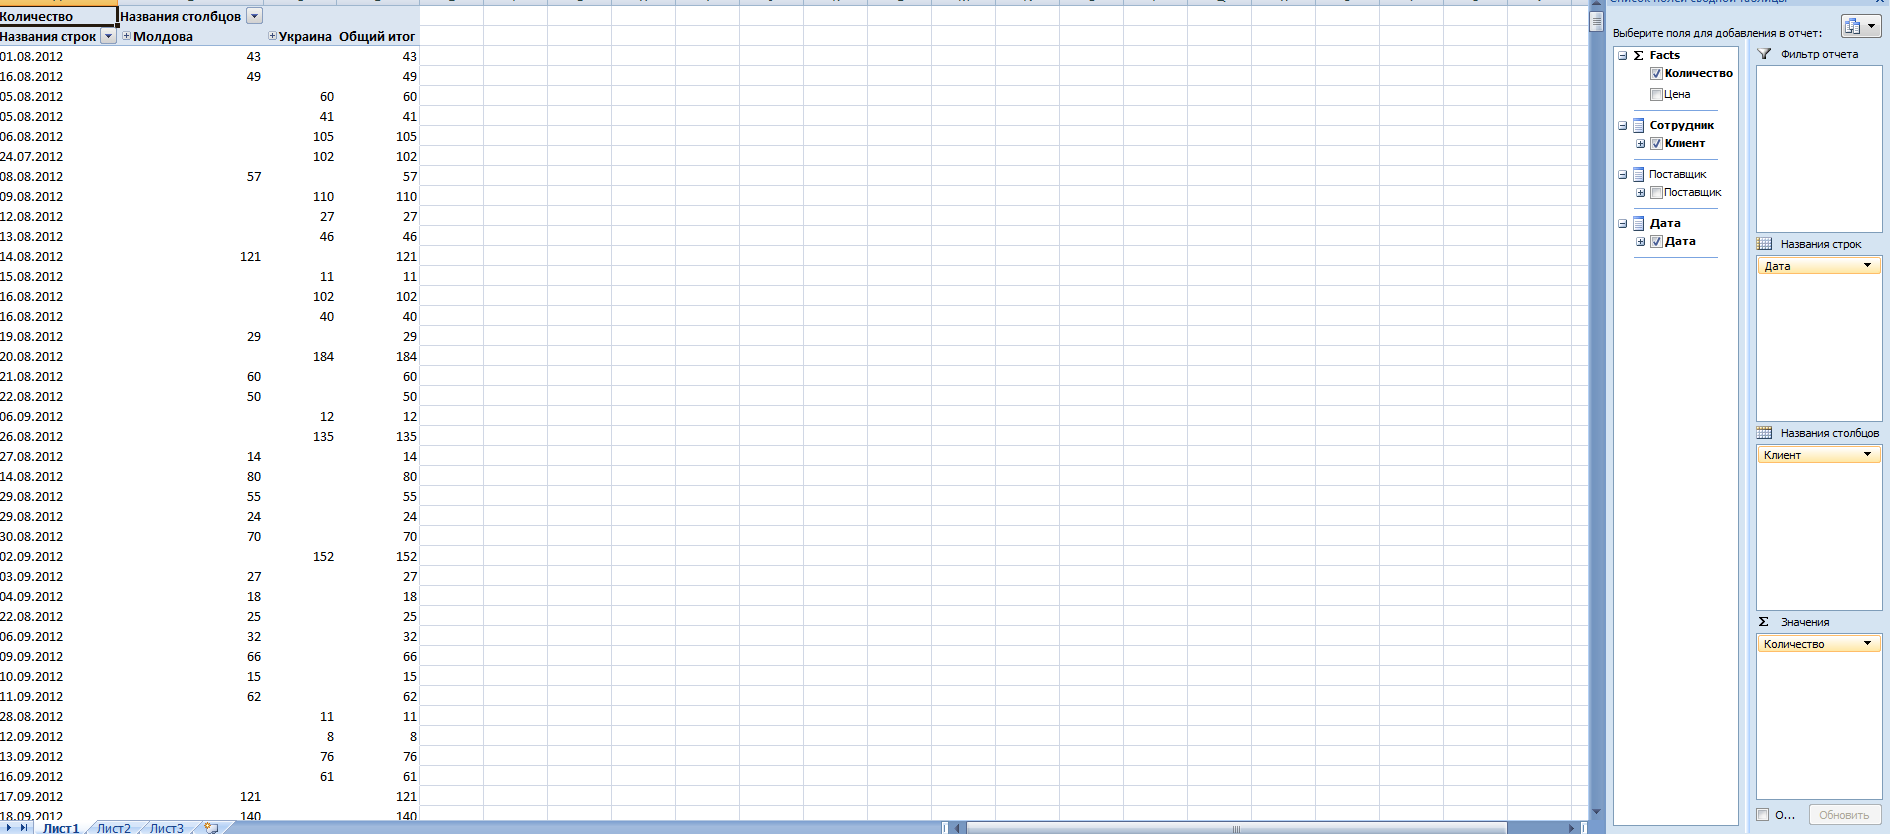 Количество Названия столбцов
Названия строк Молдова Украина Общий итог
01.08.2012 43 43
16.08.2012 49 49
05.08.2012 60 60
05.08.2012 41 41
06.08.2012 105 105
24.07.2012 102 102
08.08.2012 57 57
09.08.2012 110 110
12.08.2012 27 27
13.08.2012 46 46
14.08.2012 121 121
15.08.2012 11 11
16.08.2012 102 102
16.08.2012 40 40
19.08.2012 29 29
20.08.2012 184 184
21.08.2012 60 60
22.08.2012 50 50
06.09.2012 12 12
26.08.2012 135 135
27.08.2012 14 14
14.08.2012 80 80
29.08.2012 55 55
29.08.2012 24 24
30.08.2012 70 70
02.09.2012 152 152
03.09.2012 27 27
04.09.2012 18 18
22.08.2012 25 25
06.09.2012 32 32
09.09.2012 66 66
10.09.2012 15 15
11.09.2012 62 62
28.08.2012 11 11
12.09.2012 8 8
13.09.2012 76 76
16.09.2012 61 61
17.09.2012 121 121
18.09.2012 140 140
Лист1 Лист2 Лист3
Список полей сводной таблицы
Выберите поля для добавления в отчет:
Σ Facts
Количество
Цена
Сотрудник
Клиент
Поставщик
Поставщик
Дата
Дата
Фильтр отчета
Названия строк
Дата
Названия столбцов
Клиент
Σ Значения
Количество
О... Обновить